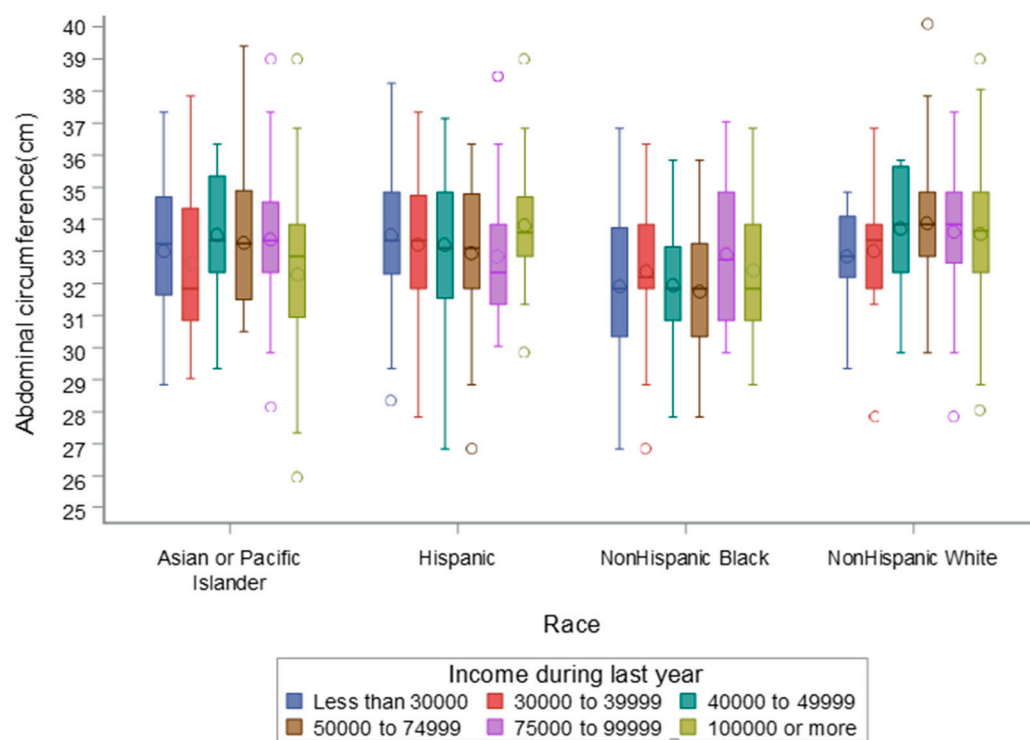 Abdominal circumference(cm)
40
39
38
37
36
35
34
33
32
31
30
29
28
27
26
25
Asian or Pacific
Islander
Hispanic
NonHispanic Black
NonHispanic White
Race
Income during last year
Less than 30000
30000 to 39999
40000 to 49999
50000 to 74999
75000 to 99999
100000 or more